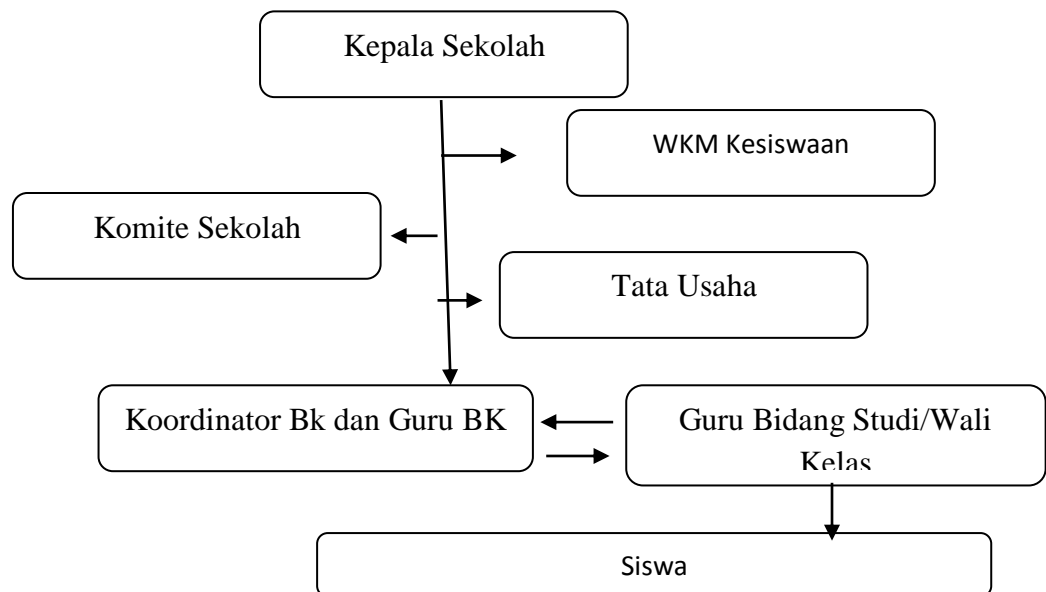 Kepala Sekolah
WKM Kesiswaan
Komite Sekolah
Tata Usaha
Koordinator Bk dan Guru BK
Guru Bidang Studi/Wali
Kelas
Siswa